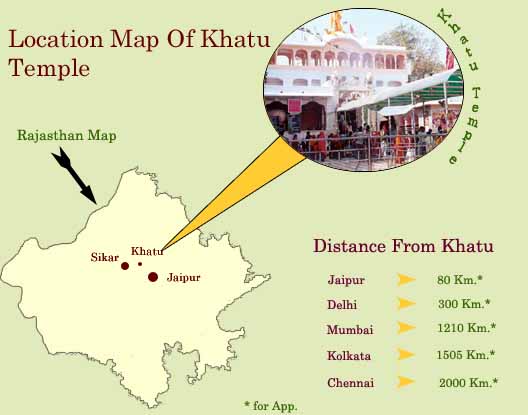 Location Map Of Khatu
Temple
Khatu Temple
Rajasthan Map
Sikar
Khatu
Jaipur
Distance From Khatu
Jaipur 80 Km.*
Delhi 300 Km.*
Mumbai 1210 Km.*
Kolkata 1505 Km.*
Chennai 2000 Km.*
* for App.